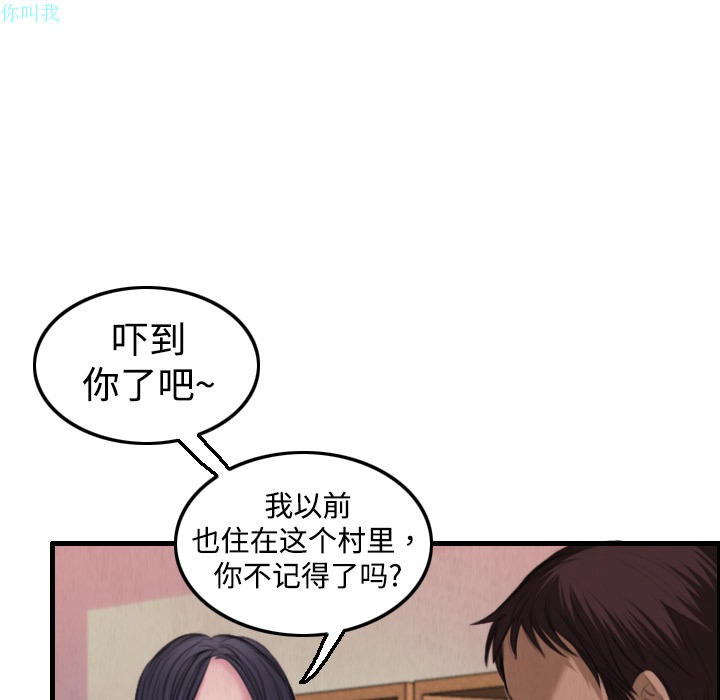 你叫我
吓到
你了吧~
我以前
也住在这个村里，
你不记得了吗?